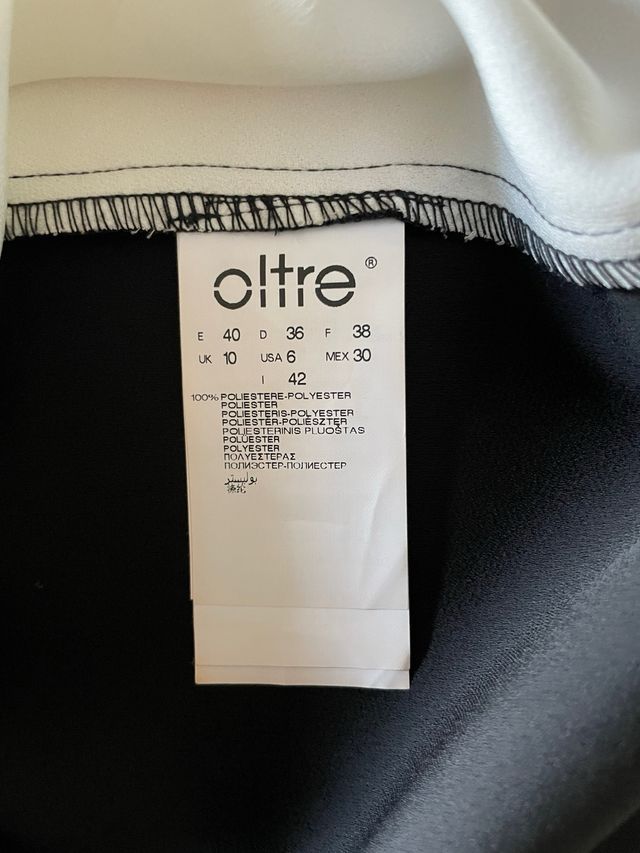 oltre ®
E 40 D 36 F 38
UK 10 USA 6 MEX 30
I 42
100% POLIESTERE-POLYESTER
POLIESTER
POLIESTERIS-POLYESTER
POLIESTER-POLIÉSZTER
POLIESTERINIS PLUOŠTAS
POLÜESTER
POLYESTER
ΠΟΛΥΕΣΤΕΡΑΣ
ПОЛИЭСТЕР-ПОЛИЕСТЕР
بوليستر